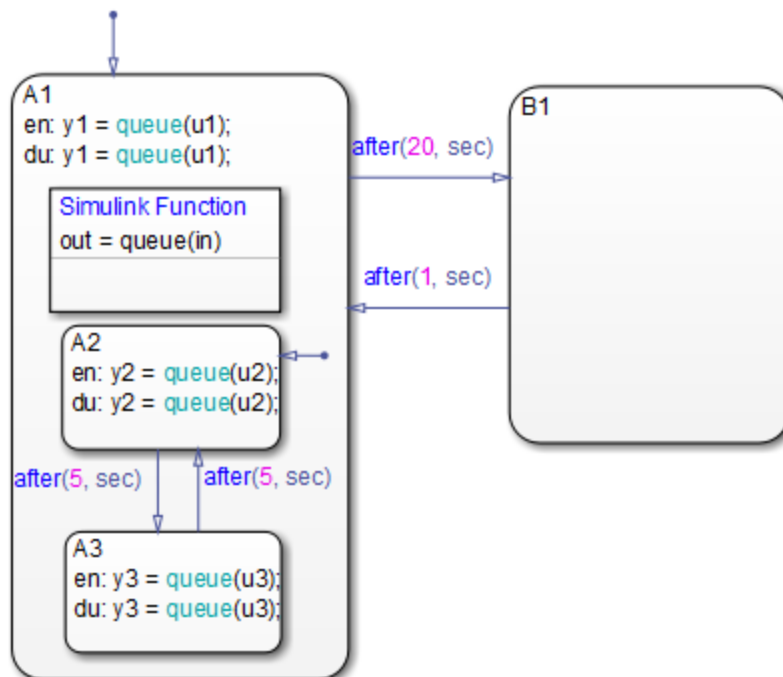 A1
en: y1 = queue(u1);
du: y1 = queue(u1);
Simulink Function
out = queue(in)
A2
en: y2 = queue(u2);
du: y2 = queue(u2);
after(5, sec)
after(5, sec)
A3
en: y3 = queue(u3);
du: y3 = queue(u3);
after(20, sec)
after(1, sec)
B1